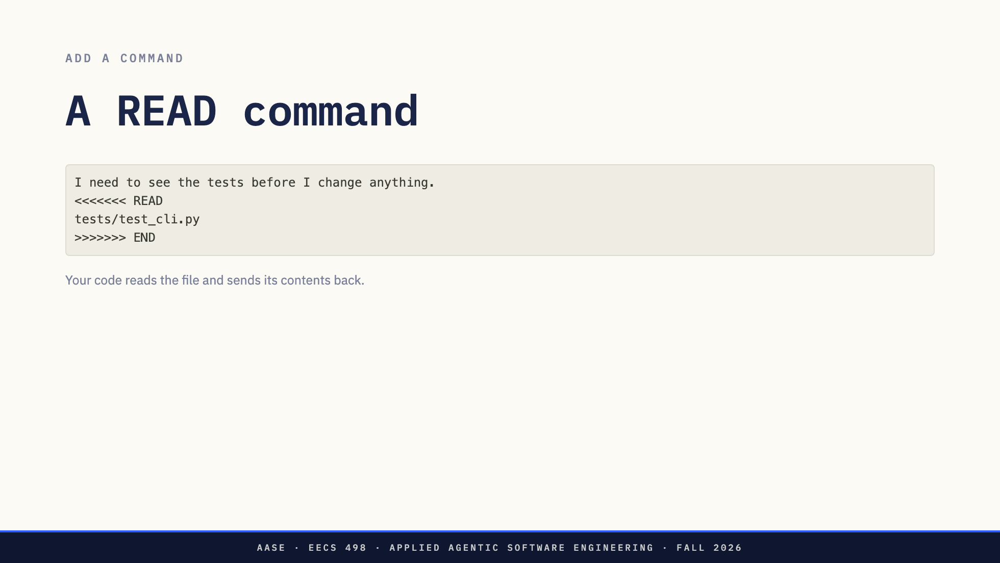 ADD A COMMAND
A READ command
I need to see the tests before I change anything.
<<<<<<< READ
tests/test_cli.py
>>>>>>> END
Your code reads the file and sends its contents back.
AASE · EECS 498 · APPLIED AGENTIC SOFTWARE ENGINEERING · FALL 2026